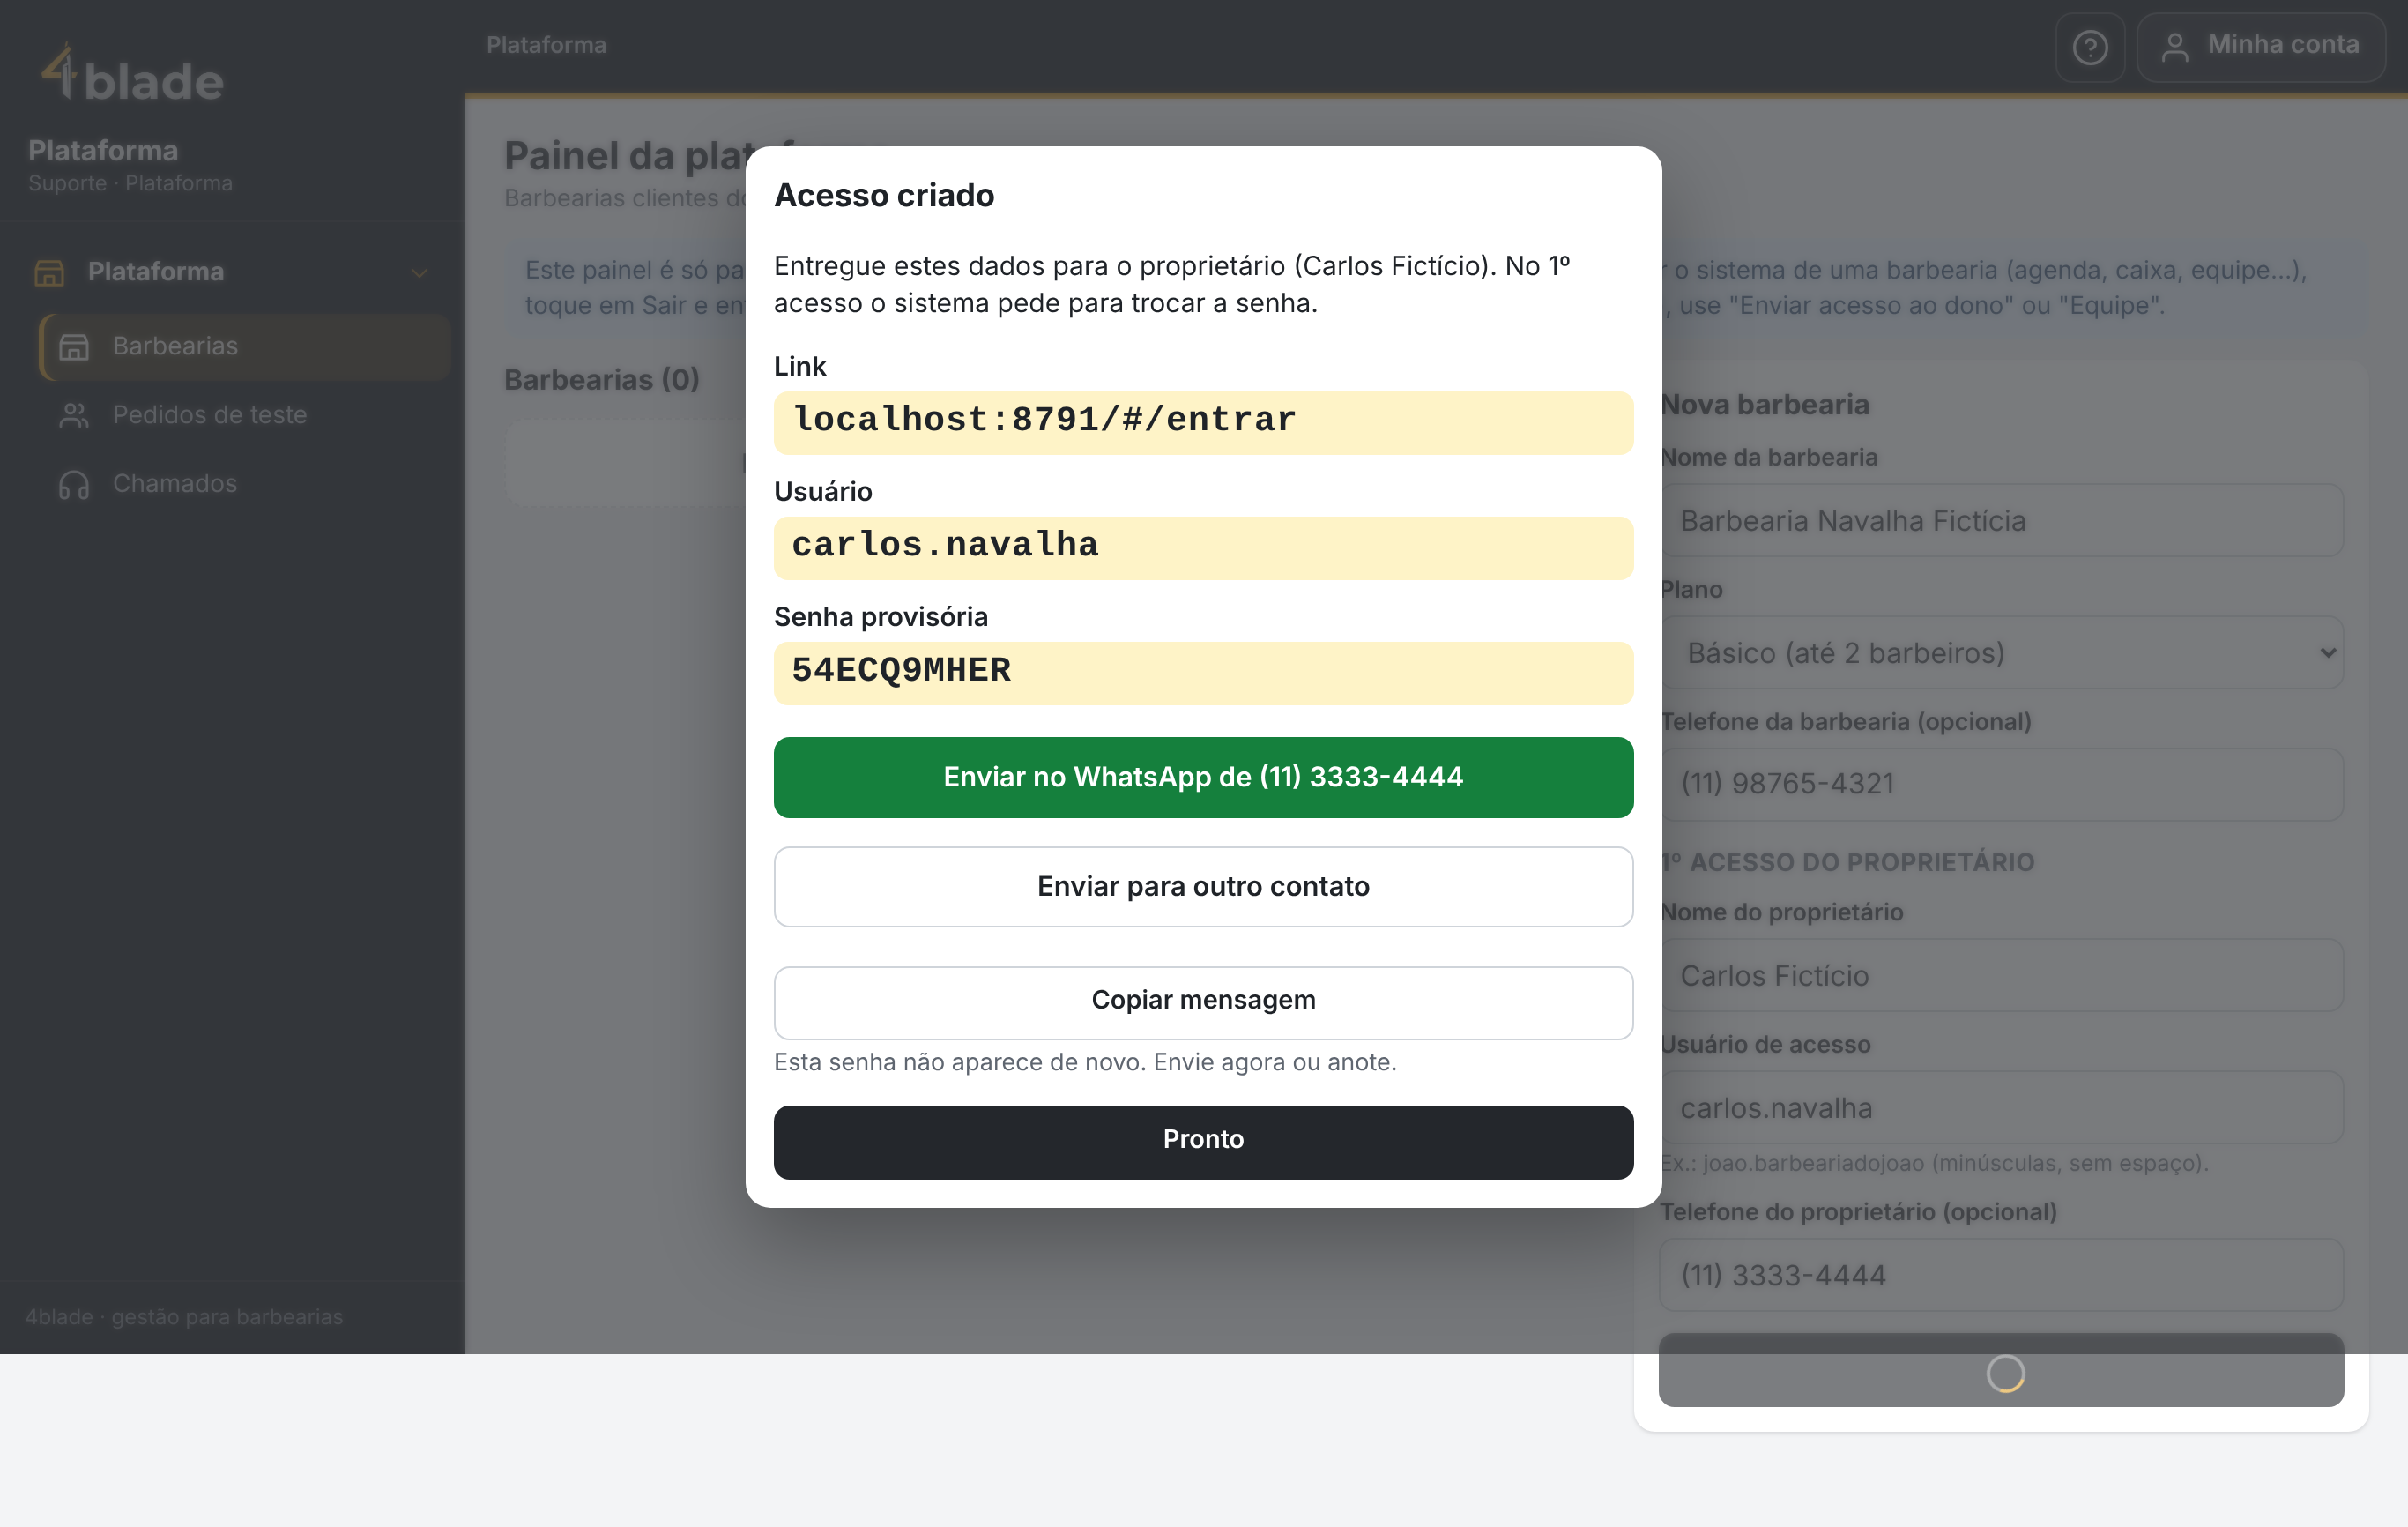 4blade
Plataforma
Suporte · Plataforma
Plataforma
Barbearias
Pedidos de teste
Chamados
4blade · gestão para barbearias
Plataforma
Minha conta
Painel da plat
Barbearias clientes d
Este painel é só pa
toque em Sair e en
r o sistema de uma barbearia (agenda, caixa, equipe...),
, use "Enviar acesso ao dono" ou "Equipe".
Barbearias (0)
Acesso criado
Entregue estes dados para o proprietário (Carlos Fictício). No 1º
acesso o sistema pede para trocar a senha.
Link
localhost:8791/#/entrar
Usuário
carlos.navalha
Senha provisória
54ECQ9MHER
Enviar no WhatsApp de (11) 3333-4444
Enviar para outro contato
Copiar mensagem
Esta senha não aparece de novo. Envie agora ou anote.
Pronto
Nova barbearia
Nome da barbearia
Barbearia Navalha Fictícia
Plano
Básico (até 2 barbeiros)
Telefone da barbearia (opcional)
(11) 98765-4321
1º ACESSO DO PROPRIETÁRIO
Nome do proprietário
Carlos Fictício
Usuário de acesso
carlos.navalha
Ex.: joao.barbeariadojoao (minúsculas, sem espaço).
Telefone do proprietário (opcional)
(11) 3333-4444